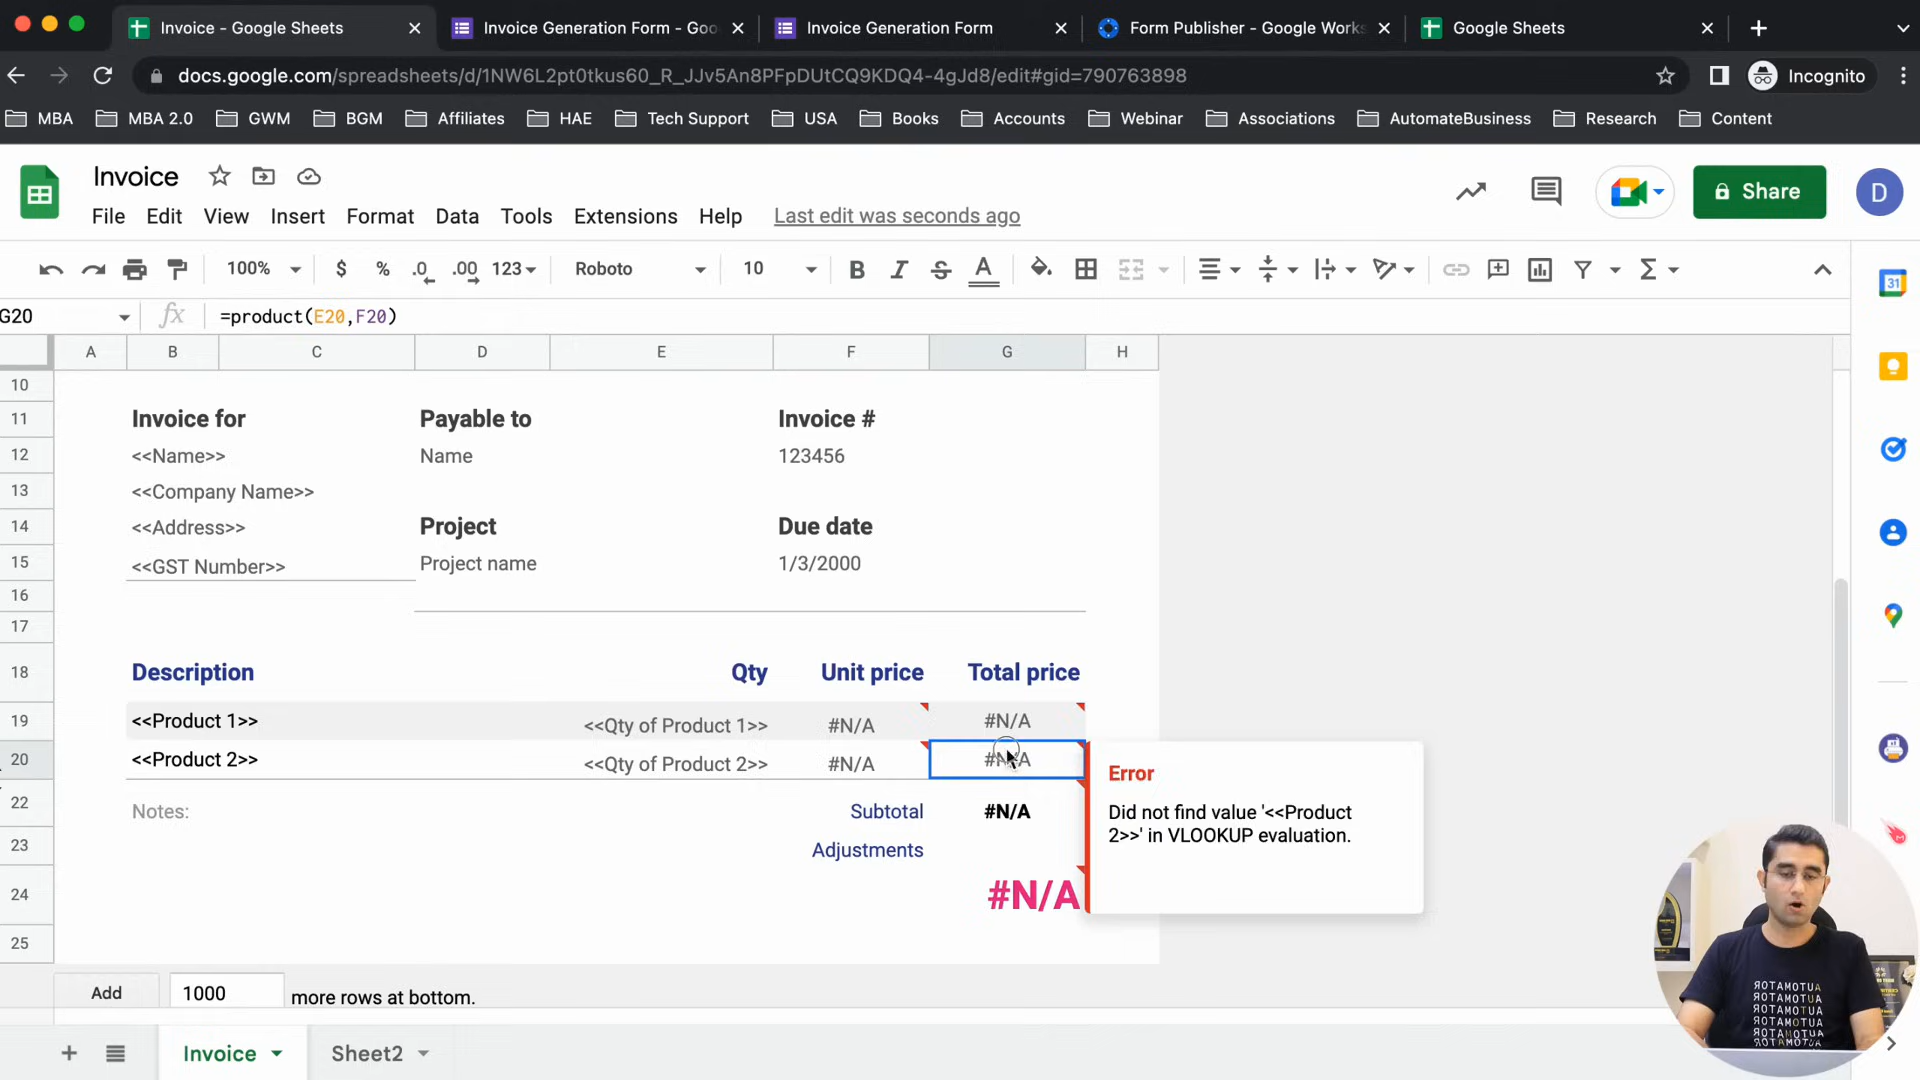 Invoice - Google Sheets
Invoice Generation Form - Goo
Invoice Generation Form
Form Publisher - Google Works
Google Sheets
docs.google.com/spreadsheets/d/1NW6L2pt0tkus60_R_JJv5An8PFpDUtCQ9KDQ4-4gJd8/edit#gid=790763898
Incognito
MBA MBA 2.0 GWM BGM Affiliates HAE Tech Support USA Books Accounts Webinar Associations AutomateBusiness Research Content
Invoice
Share
D
File Edit View Insert Format Data Tools Extensions Help Last edit was seconds ago
100% $ % .0 .00 123 Roboto 10 B I S A
31
G20 fx =product(E20,F20)
A B C D E F G H
10
11 Invoice for Payable to Invoice #
12 <<Name>> Name 123456
13 <<Company Name>>
14 <<Address>> Project Due date
15 <<GST Number>> Project name 1/3/2000
16
17
18 Description Qty Unit price Total price
19 <<Product 1>> <<Qty of Product 1>> #N/A #N/A
20 <<Product 2>> <<Qty of Product 2>> #N/A #N/A
Error
Did not find value '<<Product
2>>' in VLOOKUP evaluation.
22 Notes: Subtotal #N/A
23 Adjustments
24 #N/A
25
Add 1000 more rows at bottom.
Invoice Sheet2